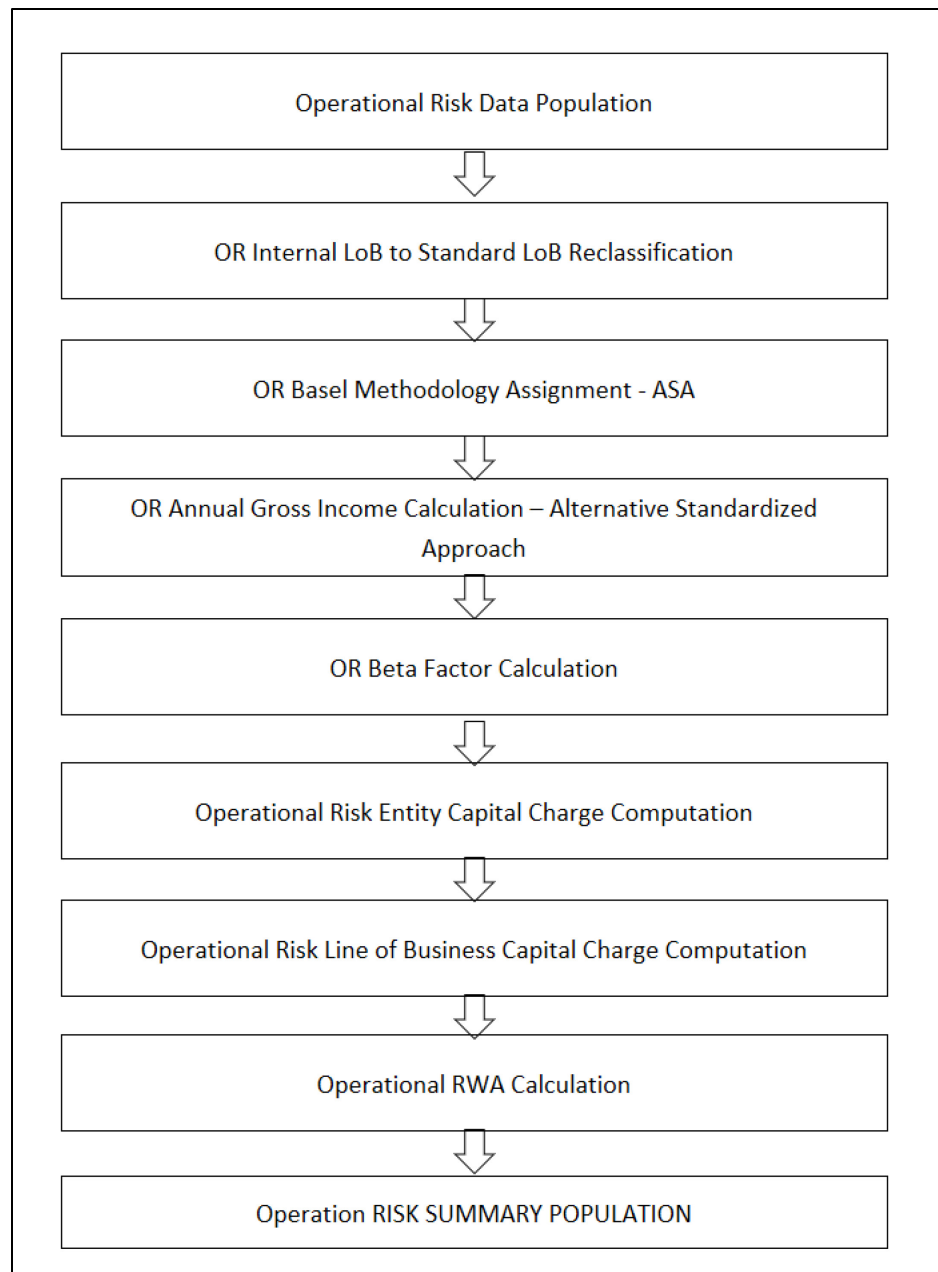 Operational Risk Data Population
OR Internal LoB to Standard LoB Reclassification
OR Basel Methodology Assignment - ASA
OR Annual Gross Income Calculation – Alternative Standardized
Approach
OR Beta Factor Calculation
Operational Risk Entity Capital Charge Computation
Operational Risk Line of Business Capital Charge Computation
Operational RWA Calculation
Operation RISK SUMMARY POPULATION